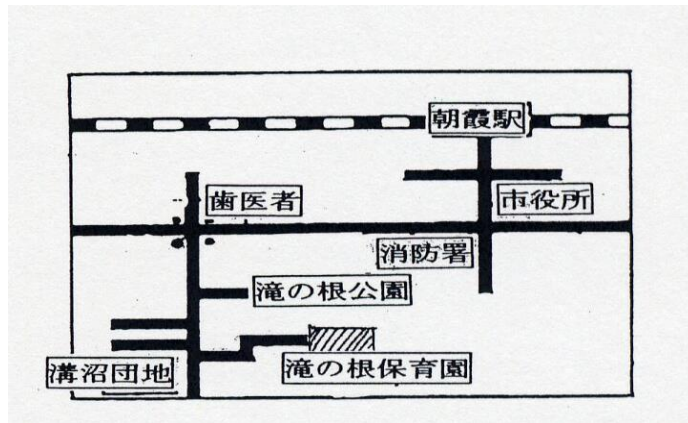 朝霞駅
歯医者
市役所
消防署
滝の根公園
溝沼団地
滝の根保育園